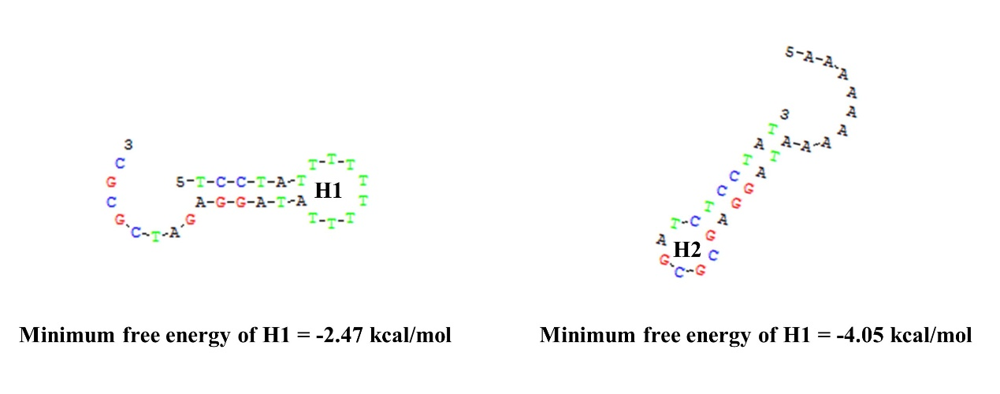 3
C
G
C
G
C-T-A
G
5-T-C-C-T-A-T
A-G-G-A-T-A
T-T-T
T
T
T-T-T
H1
5-A-A
A
A
A
A
A-A-A
T
A
G
G
A
G
C
C-G
G
A
T-C
T
C
C
T
A
T
3
H2
Minimum free energy of H1 = -2.47 kcal/mol
Minimum free energy of H1 = -4.05 kcal/mol